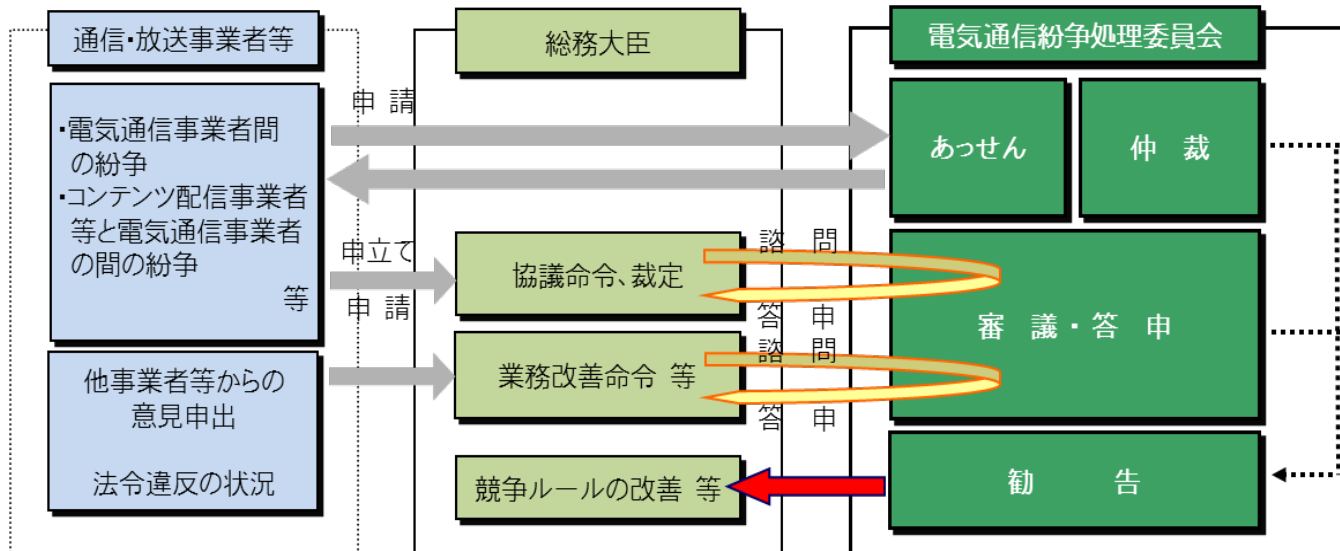 通信・放送事業者等
総務大臣
電気通信紛争処理委員会
申 請
・電気通信事業者間
の紛争
・コンテンツ配信事業者
等と電気通信事業者
の間の紛争
等
あっせん
仲 裁
申立て
申 請
協議命令、裁定
諮 問
答 申
審 議・答 申
他事業者等からの
意見申出
法令違反の状況
業務改善命令 等
諮 問
答 申
競争ルールの改善 等
勧 告